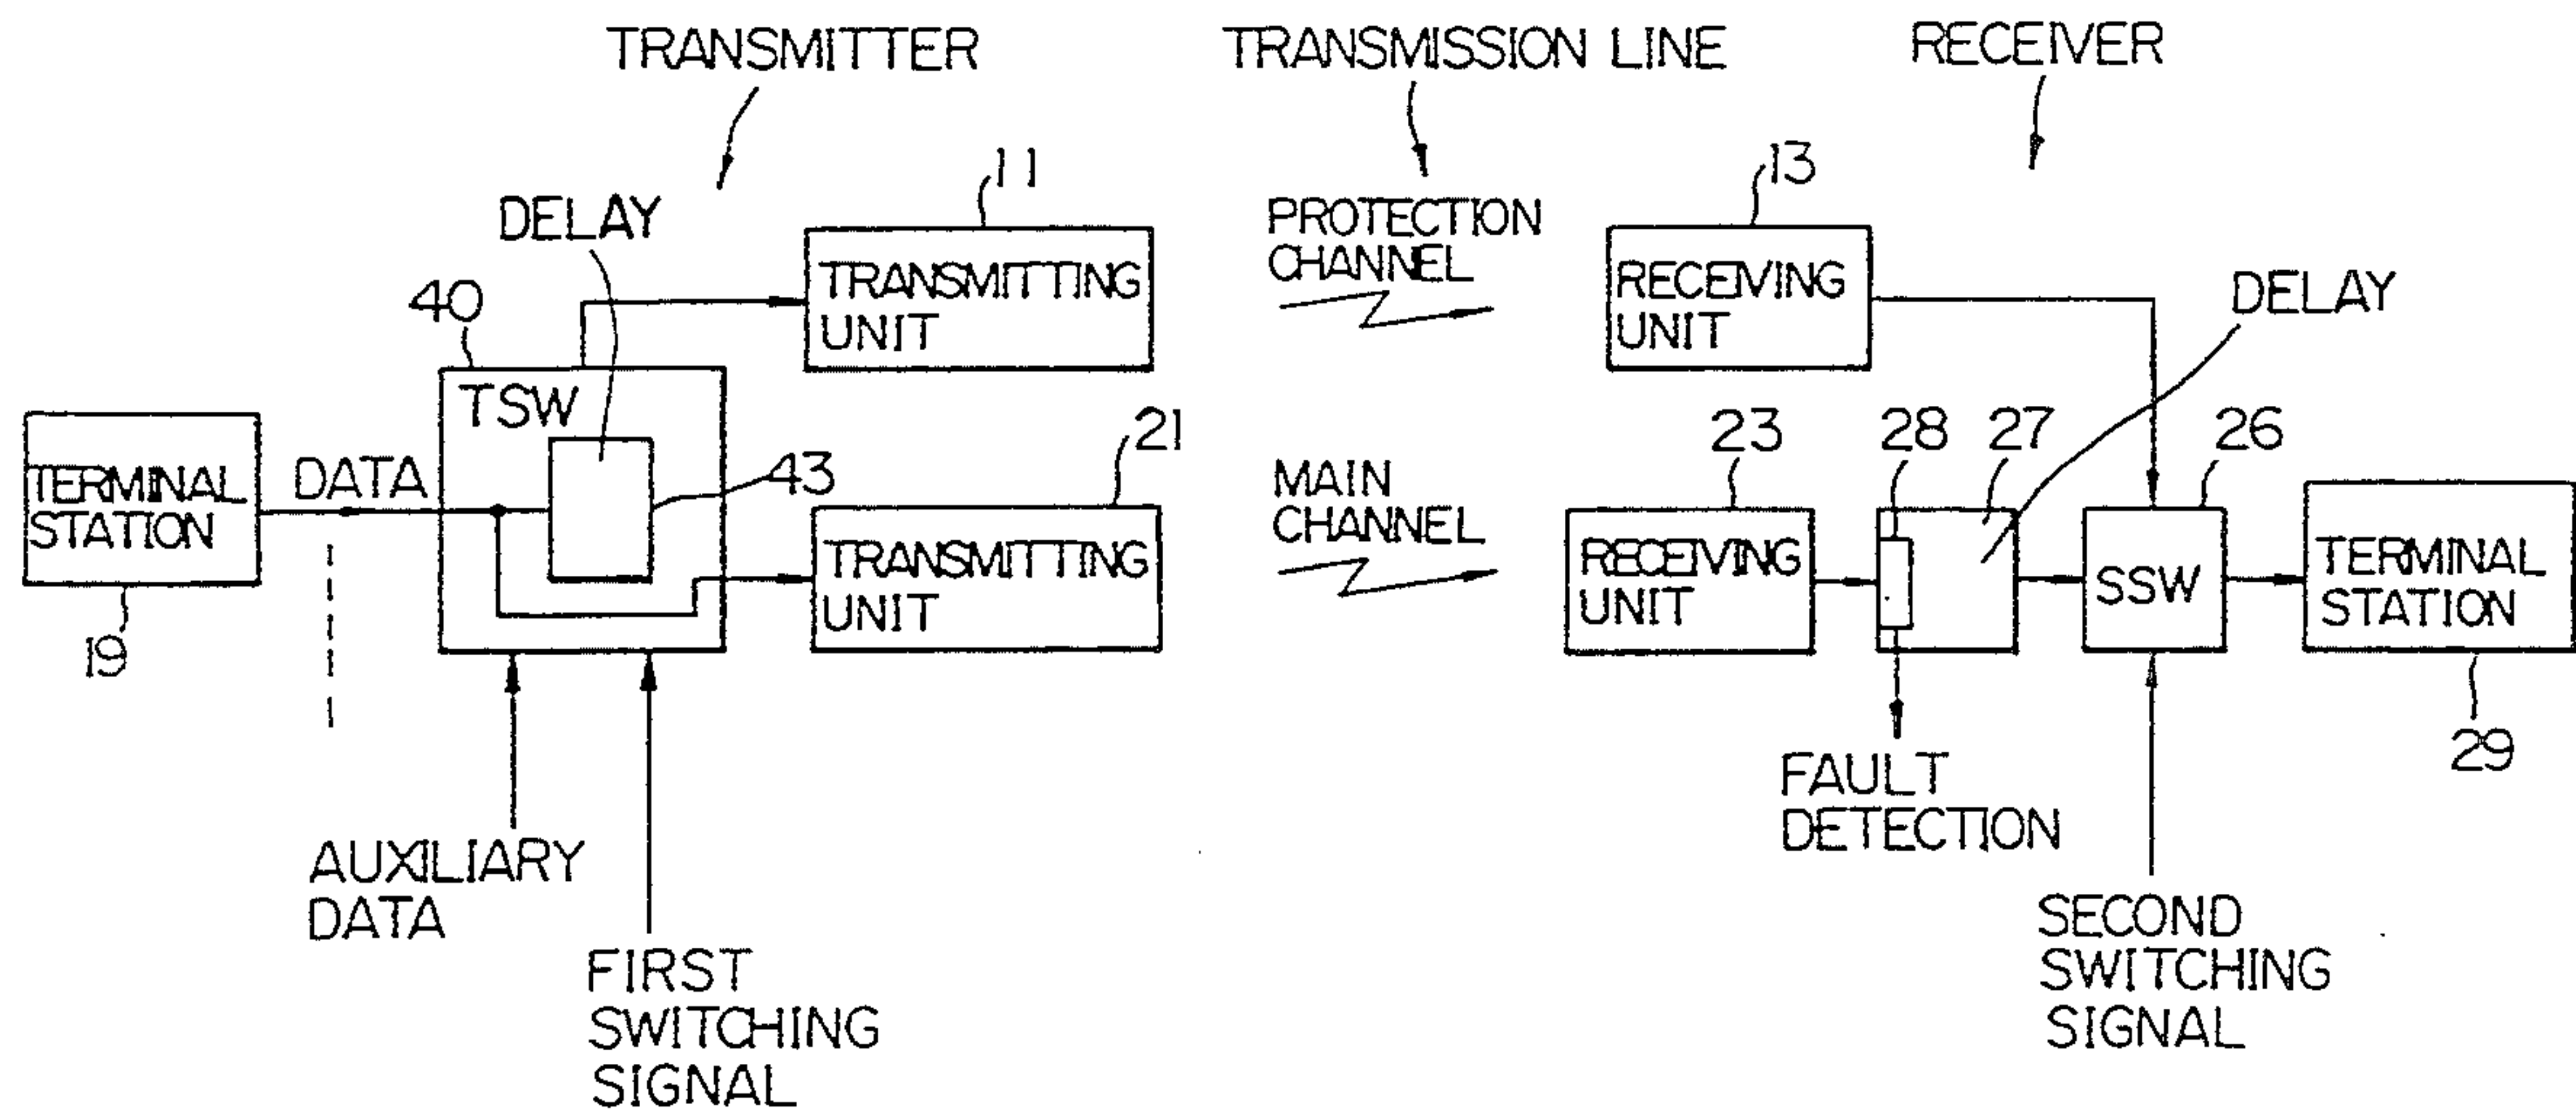 TRANSMITTER
TRANSMISSION LINE
RECEIVER
DELAY
11
PROTECTION
CHANNEL
13
40
TRANSMITTING
UNIT
RECEIVING
UNIT
DELAY
TSW
TERMINAL
STATION
DATA
43
21
MAIN
CHANNEL
23
28
27
26
TRANSMITTING
UNIT
RECEIVING
UNIT
SSW
TERMINAL
STATION
19
29
AUXILIARY
DATA
FAULT
DETECTION
FIRST
SWITCHING
SIGNAL
SECOND
SWITCHING
SIGNAL